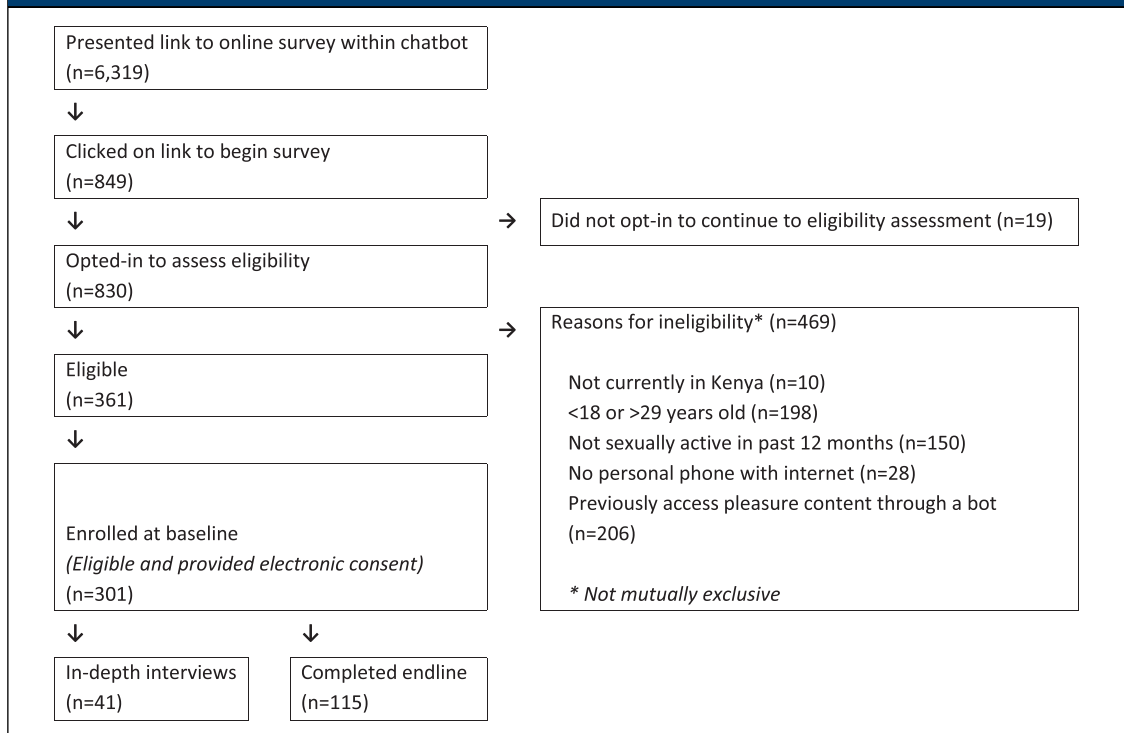 Presented link to online survey within chatbot
(n=6,319)
↓
Clicked on link to begin survey
(n=849)
↓
→
Did not opt-in to continue to eligibility assessment (n=19)
Opted-in to assess eligibility
(n=830)
↓
→
Reasons for ineligibility* (n=469)
Not currently in Kenya (n=10)
<18 or >29 years old (n=198)
Not sexually active in past 12 months (n=150)
No personal phone with internet (n=28)
Previously access pleasure content through a bot
(n=206)
* Not mutually exclusive
Eligible
(n=361)
↓
Enrolled at baseline
(Eligible and provided electronic consent)
(n=301)
↓ ↓
In-depth interviews
(n=41)
Completed endline
(n=115)